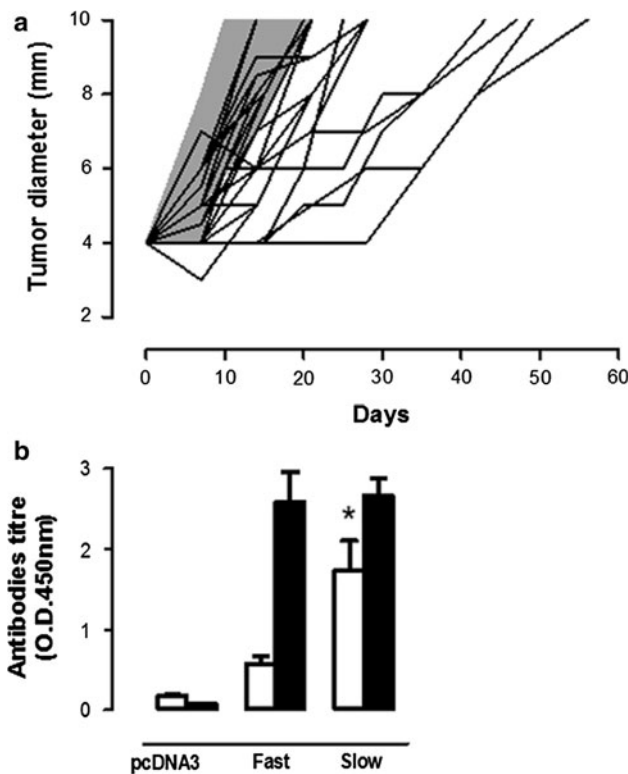 a
Tumor diameter (mm)
10
8
6
4
2
0 10 20 30 40 50 60
Days
b
Antibodies titre
(O.D.450nm)
3
2
1
0
*
pcDNA3 Fast Slow